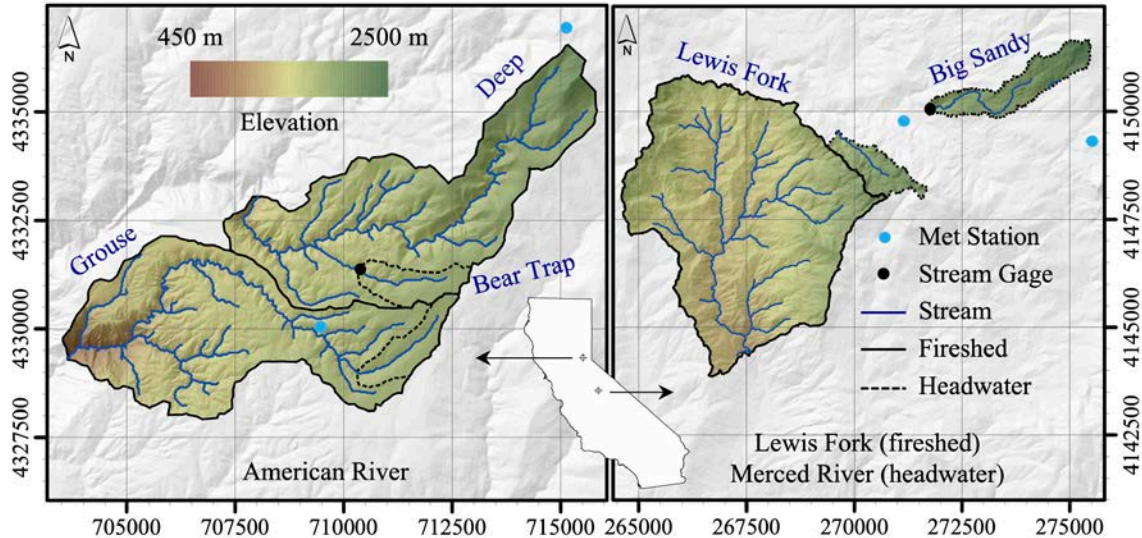 N
450 m 2500 m
Elevation
Deep
Grouse
Bear Trap
American River
4335000
4332500
4330000
4327500
705000 707500 710000 712500 715000
N
Lewis Fork
Big Sandy
Met Station
Stream Gage
Stream
Fireshed
Headwater
Lewis Fork (fireshed)
Merced River (headwater)
4150000
4147500
4145000
4142500
265000 267500 270000 272500 275000